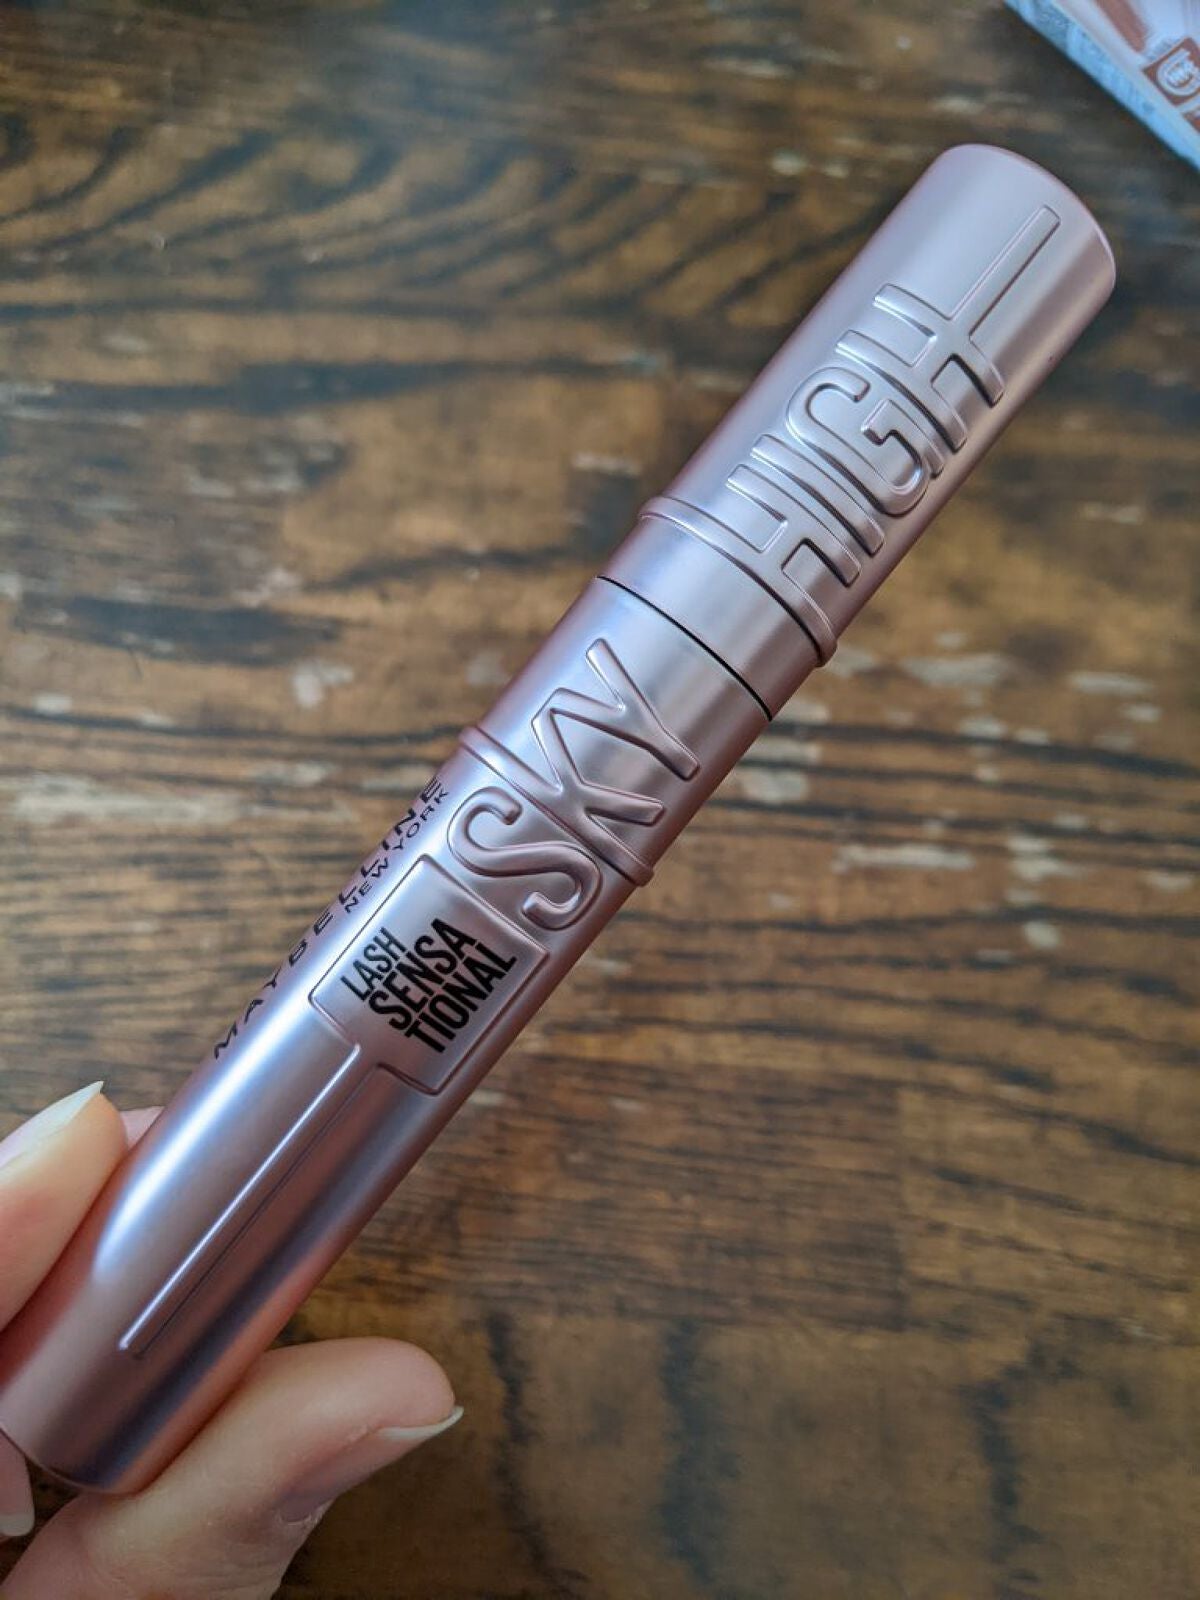 SKY HIGH
MAYBELLINE
NEW YORK
LASH
SENSA
TIONAL